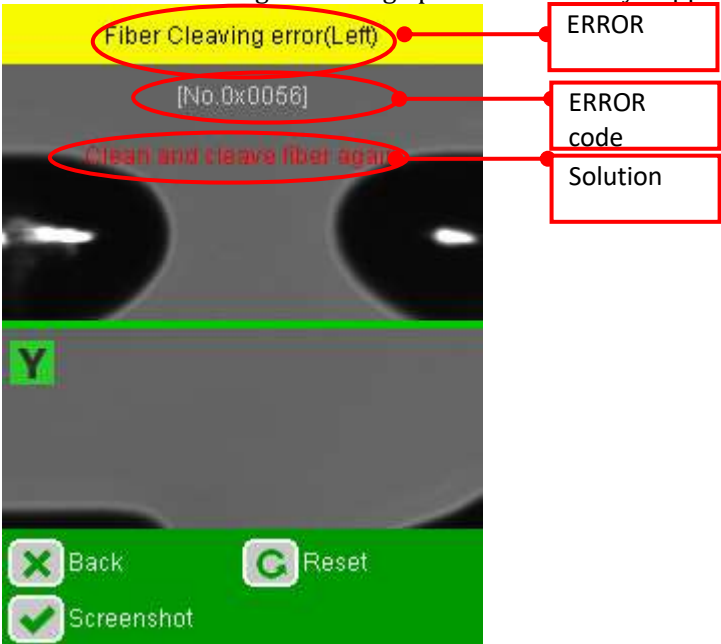 Fiber Cleaving error(Left)
ERROR
[No.0x0056]
ERROR
code
Clean and cleave fiber again
Solution
Y
Back
Reset
Screenshot